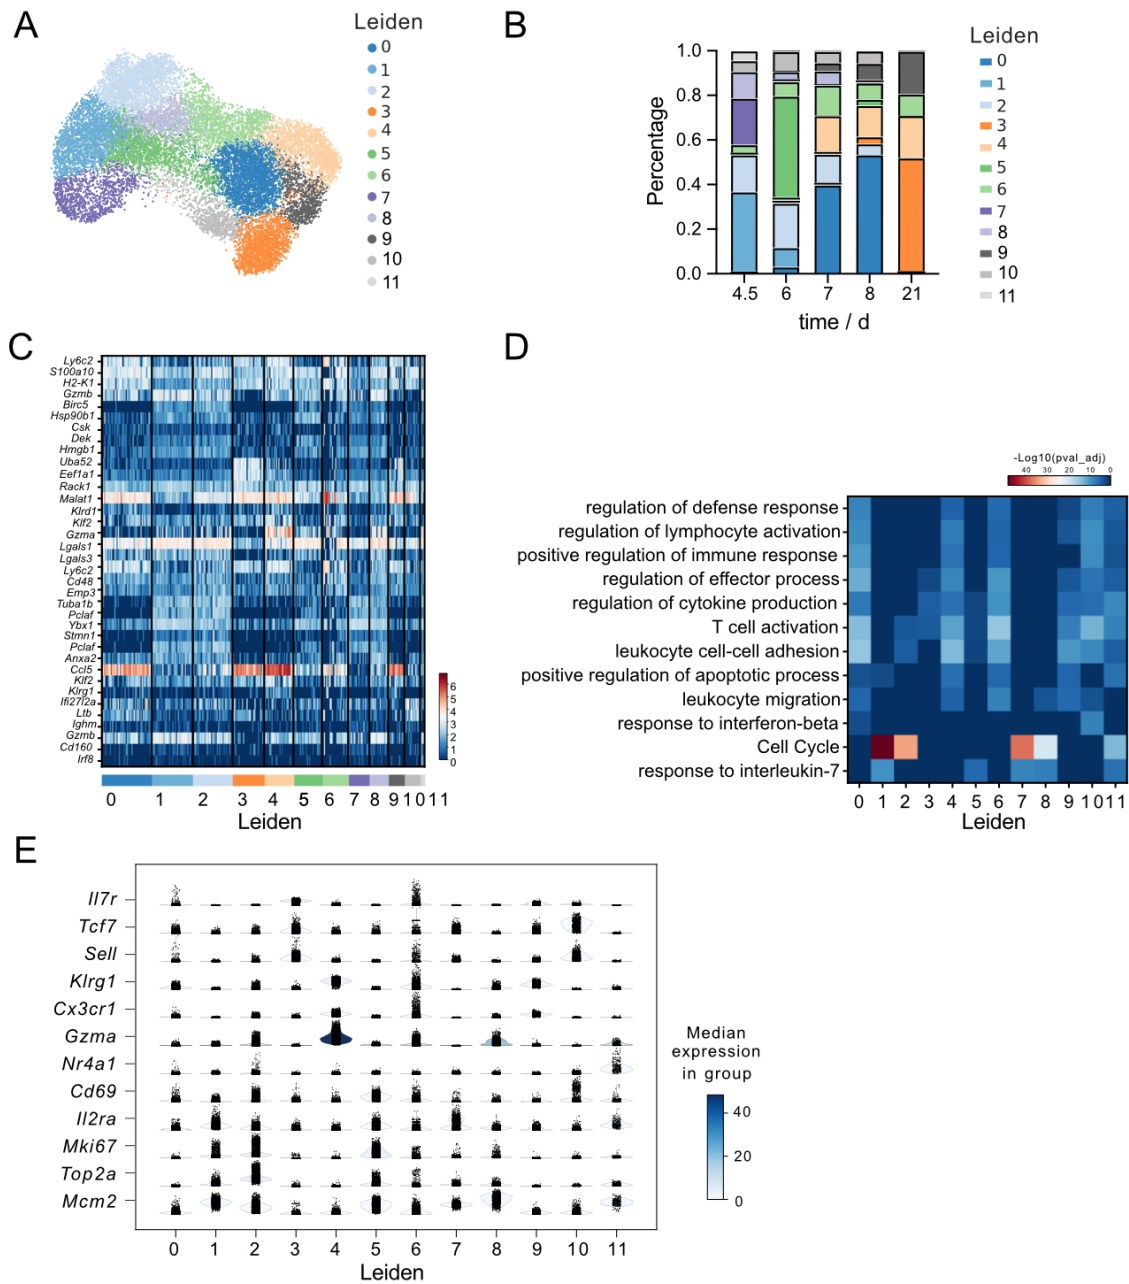 A
Leiden
0
1
2
3
4
5
6
7
8
9
10
11
B
Percentage
1.0
0.8
0.6
0.4
0.2
0.0
4.5 6 7 8 21
time / d
Leiden
0
1
2
3
4
5
6
7
8
9
10
11
C
Ly6c2
S100a10
H2-K1
Gzmb
Birc5
Hsp90b1
Csk
Dek
Hmgb1
Uba52
Eef1a1
Rack1
Malat1
Klrd1
Klf2
Gzma
Lgals1
Lgals3
Ly6c2
Cd48
Emp3
Tuba1b
Pclaf
Ybx1
Stmn1
Pclaf
Anxa2
Ccl5
Klf2
Klrg1
Ifi27l2a
Ltb
Ighm
Gzmb
Cd160
Irf8
6
5
4
3
2
1
0
0 1 2 3 4 5 6 7 8 9 10 11
Leiden
D
-Log10(pval_adj)
40 30 20 10 0
regulation of defense response
regulation of lymphocyte activation
positive regulation of immune response
regulation of effector process
regulation of cytokine production
T cell activation
leukocyte cell-cell adhesion
positive regulation of apoptotic process
leukocyte migration
response to interferon-beta
Cell Cycle
response to interleukin-7
0 1 2 3 4 5 6 7 8 9 10 11
Leiden
E
Il7r
Tcf7
Sell
Klrg1
Cx3cr1
Gzma
Nr4a1
Cd69
Il2ra
Mki67
Top2a
Mcm2
0 1 2 3 4 5 6 7 8 9 10 11
Leiden
Median
expression
in group
40
20
0